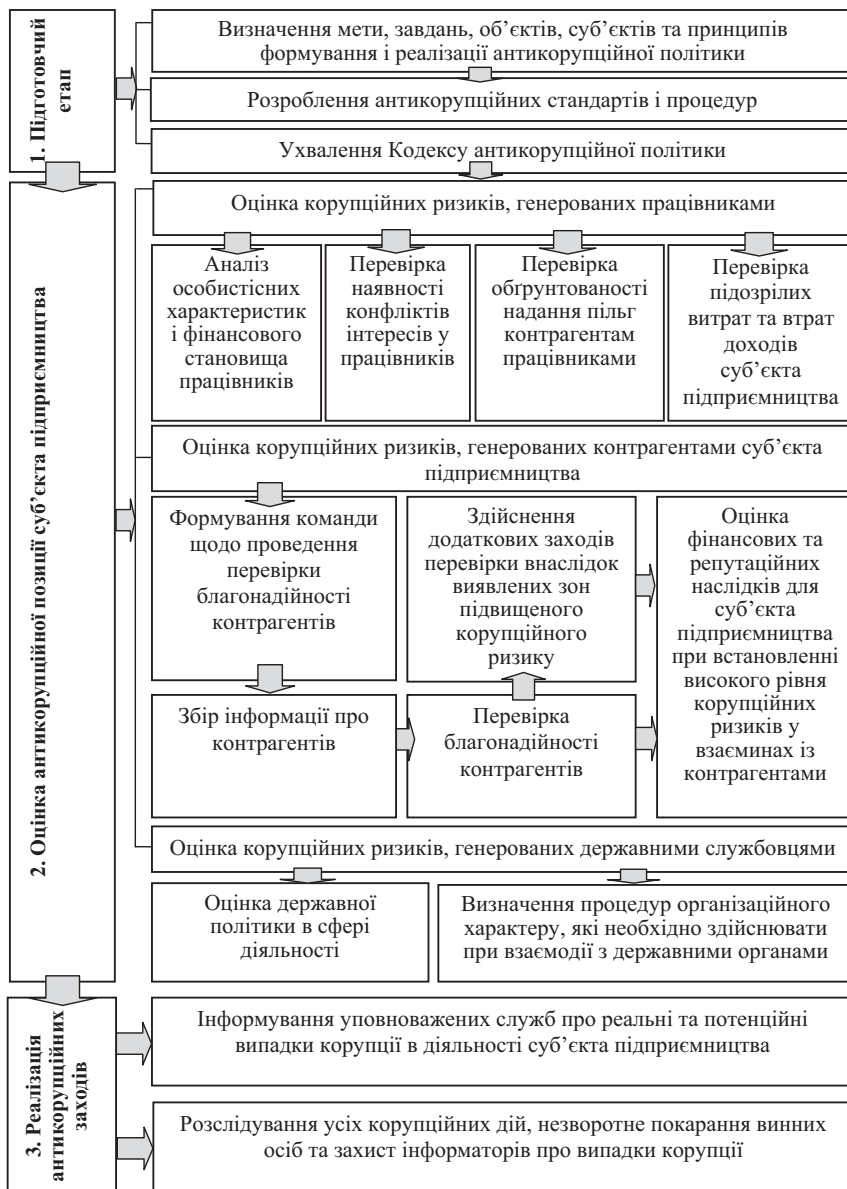 1. Підготовчий
етап
Визначення мети, завдань, об’єктів, суб’єктів та принципів
формування і реалізації антикорупційної політики
Розроблення антикорупційних стандартів і процедур
Ухвалення Кодексу антикорупційної політики
2. Оцінка антикорупційної позиції суб’єкта підприємництва
Оцінка корупційних ризиків, генерованих працівниками
Аналіз
особистісних
характеристик
і фінансового
становища
працівників
Перевірка
наявності
конфліктів
інтересів у
працівників
Перевірка
обґрунтованості
надання пільг
контрагентам
працівниками
Перевірка
підозрілих
витрат та втрат
доходів
суб’єкта
підприємництва
Оцінка корупційних ризиків, генерованих контрагентами суб’єкта
підприємництва
Формування команди
щодо проведення
перевірки
благонадійності
контрагентів
Здійснення
додаткових заходів
перевірки внаслідок
виявлених зон
підвищеного
корупційного
ризику
Оцінка
фінансових та
репутаційних
наслідків для
суб’єкта
підприємництва
при встановленні
високого рівня
корупційних
ризиків у
взаєминах із
контрагентами
Збір інформації про
контрагентів
Перевірка
благонадійності
контрагентів
Оцінка корупційних ризиків, генерованих державними службовцями
Оцінка державної
політики в сфері
діяльності
Визначення процедур організаційного
характеру, які необхідно здійснювати
при взаємодії з державними органами
3. Реалізація
антикорупційних
заходів
Інформування уповноважених служб про реальні та потенційні
випадки корупції в діяльності суб’єкта підприємництва
Розслідування усіх корупційних дій, незворотне покарання винних
осіб та захист інформаторів про випадки корупції